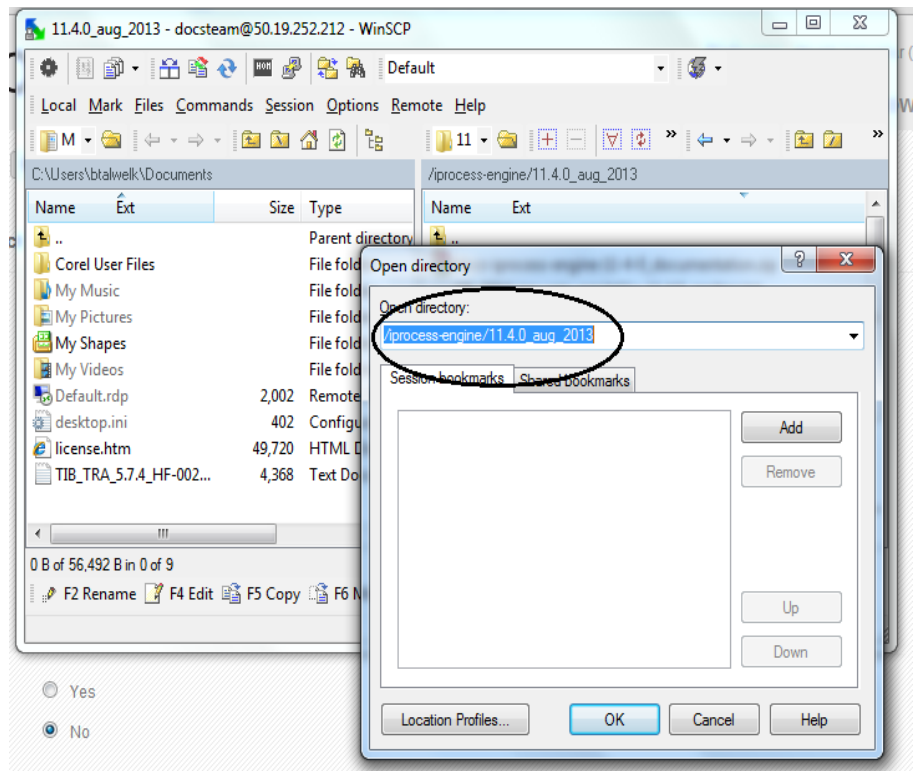 11.4.0_aug_2013 - docsteam@50.19.252.212 - WinSCP
Default
Local Mark Files Commands Session Options Remote Help
M 11
C:\Users\btalwelk\Documents /iprocess-engine/11.4.0_aug_2013
Name Ext Size Type Name Ext
.. Parent directory ..
Corel User Files File fold
My Music File fold
My Pictures File fold
My Shapes File fold
My Videos File fold
Default.rdp 2,002 Remote
desktop.ini 402 Configu
license.htm 49,720 HTML D
TIB_TRA_5.7.4_HF-002... 4,368 Text Do
0 B of 56,492 B in 0 of 9
F2 Rename F4 Edit F5 Copy F6 M
Open directory
Open directory:
/iprocess-engine/11.4.0_aug_2013
Session bookmarks Shared bookmarks
Add
Remove
Up
Down
Location Profiles... OK Cancel Help
Yes
No